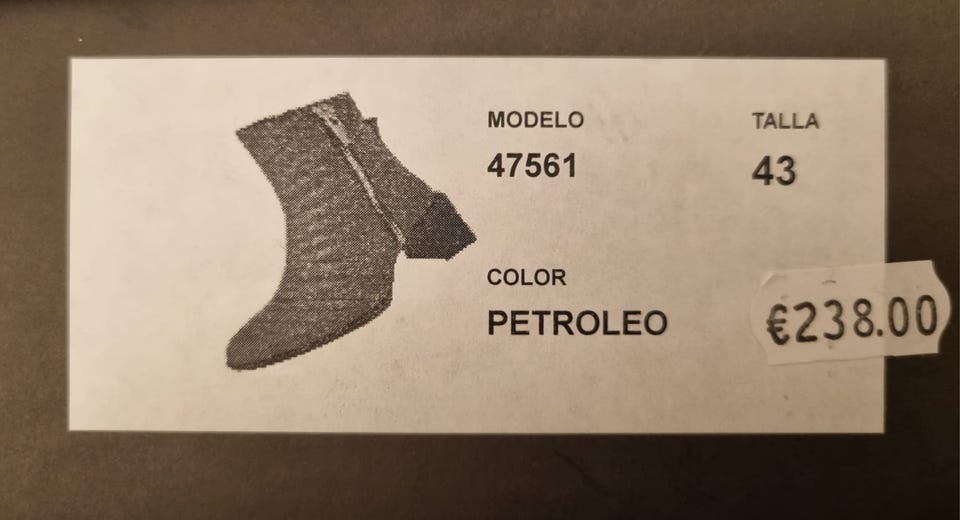 MODELO
47561
TALLA
43
COLOR
PETROLEO
€238.00